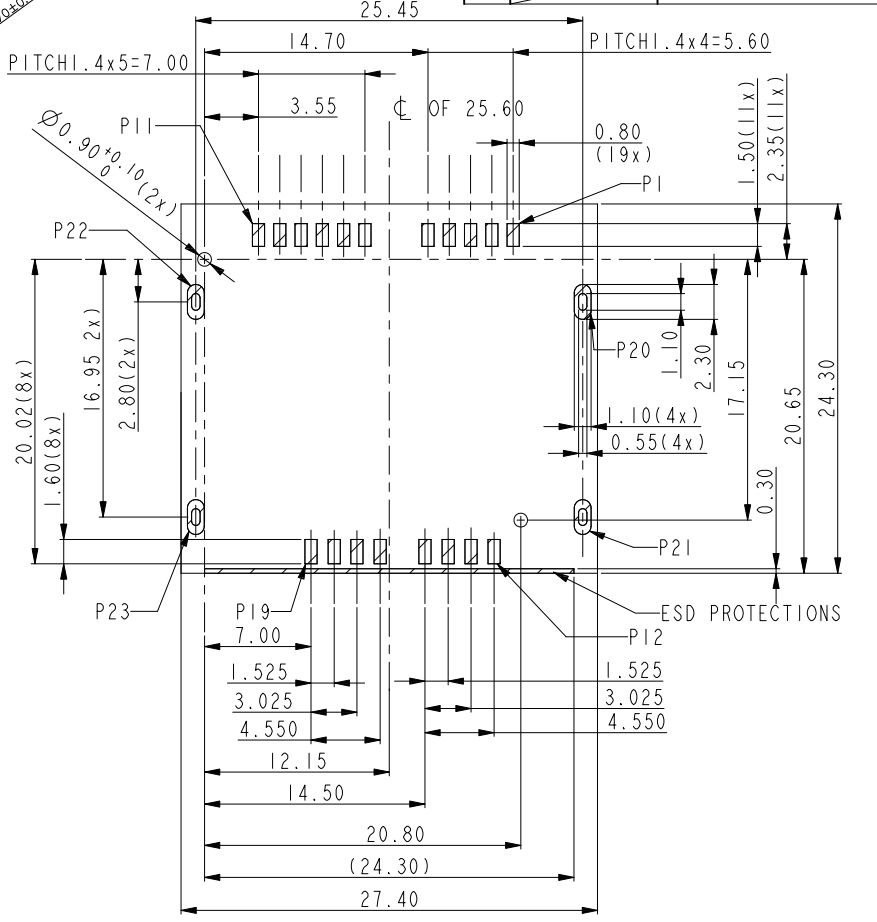 25.45
14.70
PITCH1.4x4=5.60
PITCH1.4x5=7.00
3.55
℄ OF 25.60
P11
0.80
(19x)
1.50(11x)
2.35(11x)
Ø0.90 +0.10 0 (2x)
P1
P22
P20
1.10
2.30
17.15
20.65
24.30
20.02(8x)
16.95 2x)
2.80(2x)
1.60(8x)
1.10(4x)
0.55(4x)
0.30
P21
P23
P19
ESD PROTECTIONS
P12
7.00
1.525
1.525
3.025
3.025
4.550
4.550
12.15
14.50
20.80
(24.30)
27.40